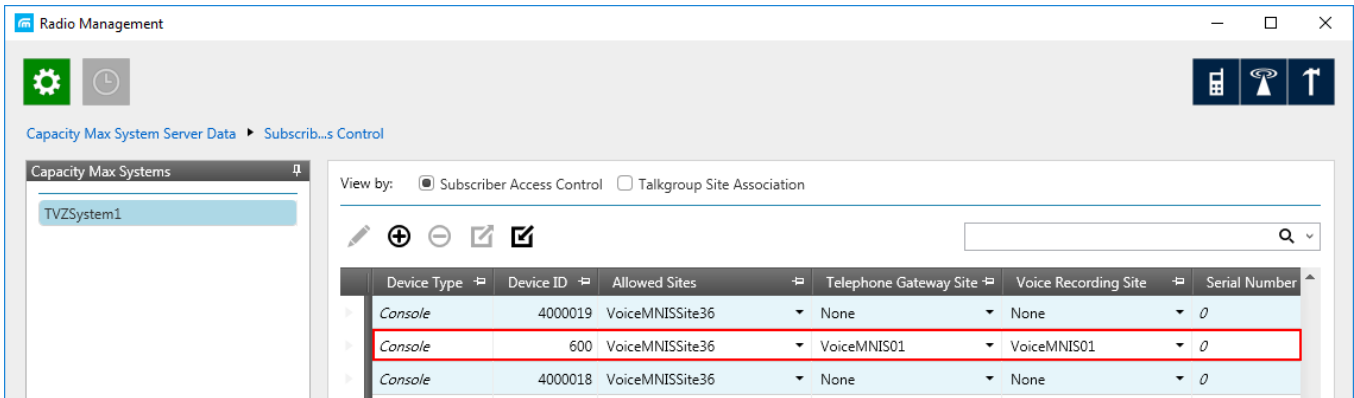 Radio Management
Capacity Max System Server Data Subscrib...s Control
Capacity Max Systems
TVZSystem1
View by: Subscriber Access Control Talkgroup Site Association
Device Type Device ID Allowed Sites Telephone Gateway Site Voice Recording Site Serial Number
Console 4000019 VoiceMNISSite36 None None 0
Console 600 VoiceMNISSite36 VoiceMNIS01 VoiceMNIS01 0
Console 4000018 VoiceMNISSite36 None None 0